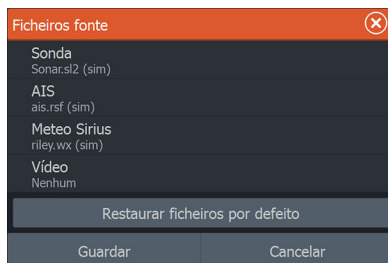 Ficheiros fonte
Sonda
Sonar.sl2 (sim)
AIS
ais.rsf (sim)
Meteo Sirius
riley.wx (sim)
Vídeo
Nenhum
Restaurar ficheiros por defeito
Guardar
Cancelar